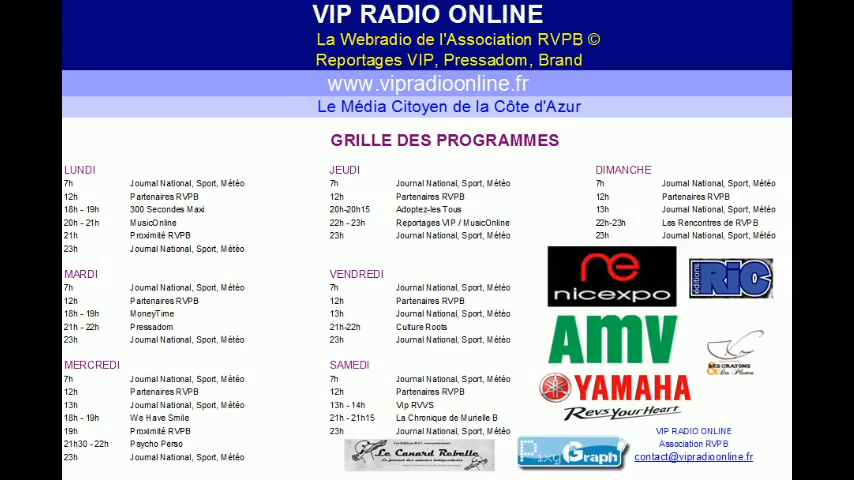 VIP RADIO ONLINE
La Webradio de l'Association RVPB ©
Reportages VIP, Pressadom, Brand
www.vipradioonline.fr
Le Média Citoyen de la Côte d'Azur
GRILLE DES PROGRAMMES
LUNDI
7h Journal National, Sport, Météo
12h Partenaires RVPB
18h - 19h 300 Secondes Maxi
20h - 21h MusicOnline
21h Proximité RVPB
23h Journal National, Sport, Météo
MARDI
7h Journal National, Sport, Météo
12h Partenaires RVPB
18h - 19h MoneyTime
21h - 22h Pressadom
23h Journal National, Sport, Météo
MERCREDI
7h Journal National, Sport, Météo
12h Partenaires RVPB
13h Journal National, Sport, Météo
18h - 19h We Have Smile
19h Proximité RVPB
21h30 - 22h Psycho Perso
23h Journal National, Sport, Météo
JEUDI
7h Journal National, Sport, Météo
12h Partenaires RVPB
20h-20h15 Adoptez-les Tous
22h - 23h Reportages VIP / MusicOnline
23h Journal National, Sport, Météo
VENDREDI
7h Journal National, Sport, Météo
12h Partenaires RVPB
13h Journal National, Sport, Météo
21h-22h Culture Roots
23h Journal National, Sport, Météo
SAMEDI
7h Journal National, Sport, Météo
12h Partenaires RVPB
13h - 14h Vip RVVS
21h - 21h15 La Chronique de Murielle B
23h Journal National, Sport, Météo
Le Canard Rebelle
DIMANCHE
7h Journal National, Sport, Météo
12h Partenaires RVPB
13h Journal National, Sport, Météo
22h-23h Les Rencontres de RVPB
23h Journal National, Sport, Météo
ne
nicexpo
éditions
RIC
AMV
DES CRAYONS
& Des Plumes
YAMAHA
Revs Your Heart
PixyGraph
VIP RADIO ONLINE
Association RVPB
contact@vipradioonline.fr